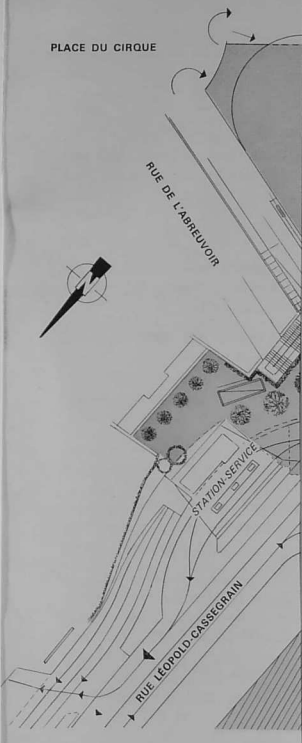 PLACE DU CIRQUE
RUE DE L'ABREUVOIR
N
STATION-SERVICE
RUE LÉOPOLD-CASSEGRAIN